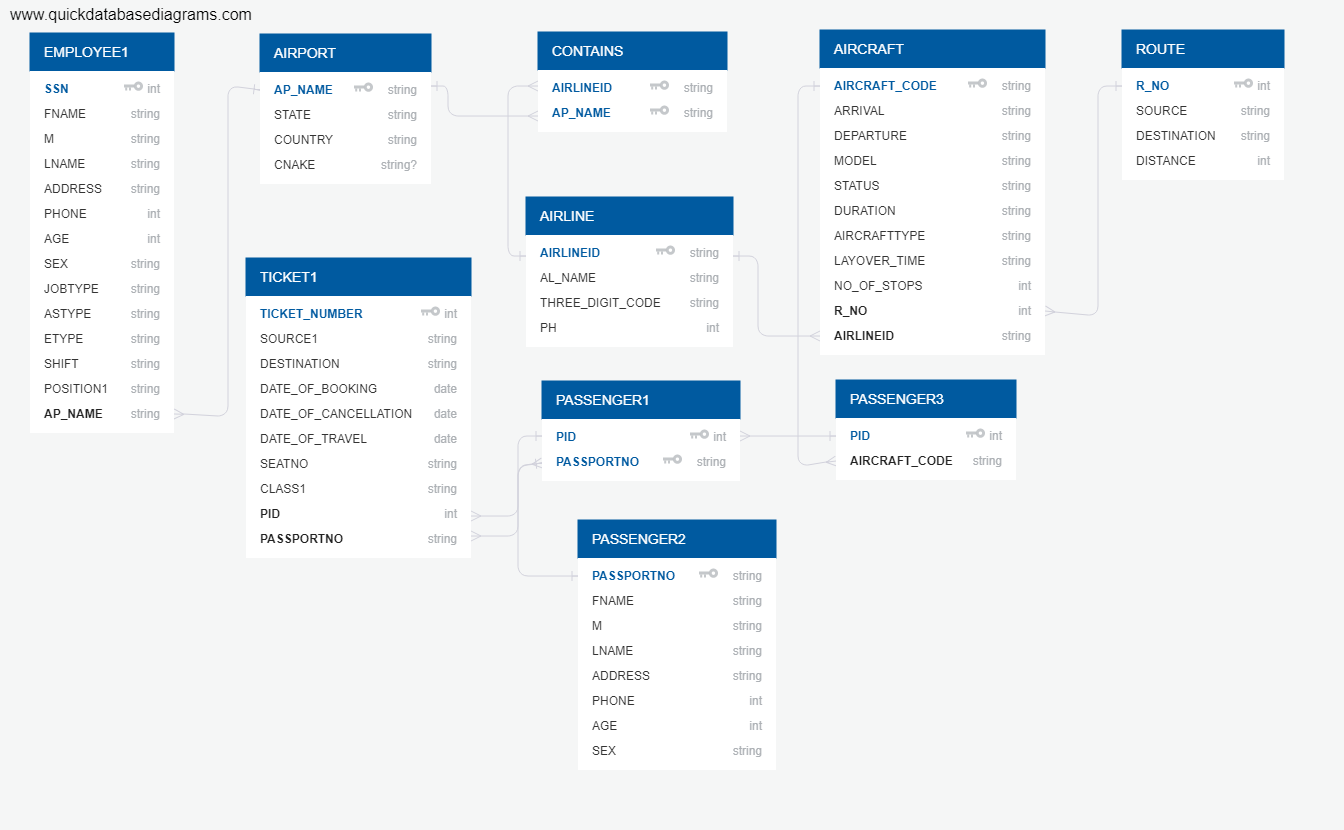 www.quickdatabasediagrams.com
EMPLOYEE1
SSN int
FNAME string
M string
LNAME string
ADDRESS string
PHONE int
AGE int
SEX string
JOBTYPE string
ASTYPE string
ETYPE string
SHIFT string
POSITION1 string
AP_NAME string
AIRPORT
AP_NAME string
STATE string
COUNTRY string
CNAKE string?
CONTAINS
AIRLINEID string
AP_NAME string
AIRCRAFT
AIRCRAFT_CODE string
ARRIVAL string
DEPARTURE string
MODEL string
STATUS string
DURATION string
AIRCRAFTTYPE string
LAYOVER_TIME string
NO_OF_STOPS int
R_NO int
AIRLINEID string
ROUTE
R_NO int
SOURCE string
DESTINATION string
DISTANCE int
AIRLINE
AIRLINEID string
AL_NAME string
THREE_DIGIT_CODE string
PH int
TICKET1
TICKET_NUMBER int
SOURCE1 string
DESTINATION string
DATE_OF_BOOKING date
DATE_OF_CANCELLATION date
DATE_OF_TRAVEL date
SEATNO string
CLASS1 string
PID int
PASSPORTNO string
PASSENGER1
PID int
PASSPORTNO string
PASSENGER3
PID int
AIRCRAFT_CODE string
PASSENGER2
PASSPORTNO string
FNAME string
M string
LNAME string
ADDRESS string
PHONE int
AGE int
SEX string